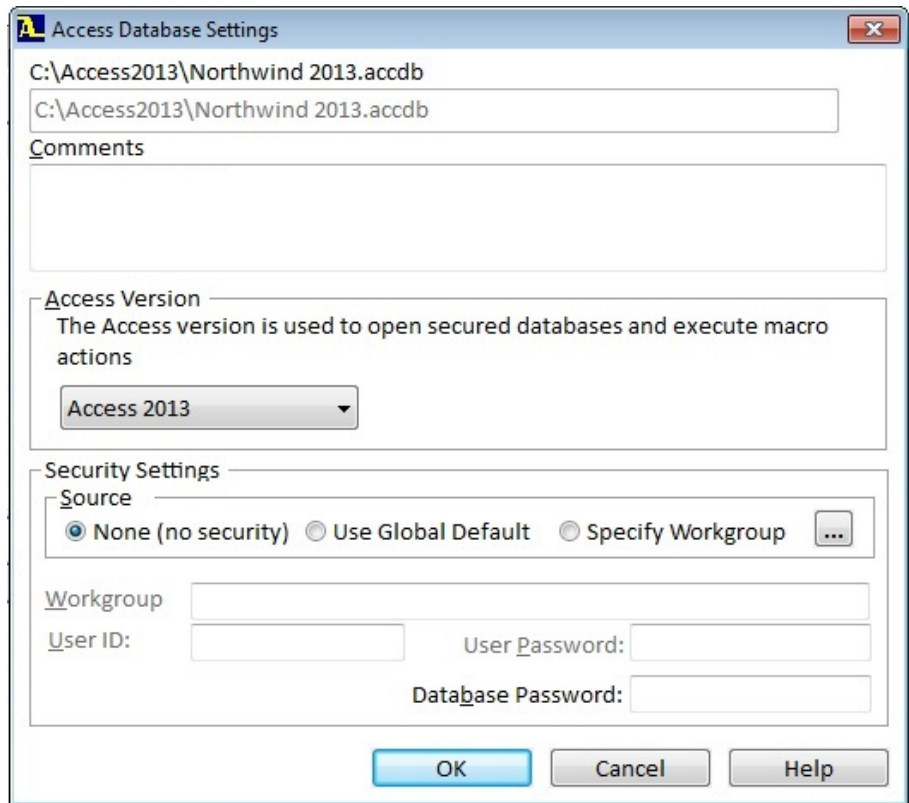 Access Database Settings
C:\Access2013\Northwind 2013.accdb
C:\Access2013\Northwind 2013.accdb
Comments
Access Version
The Access version is used to open secured databases and execute macro
actions
Access 2013
Security Settings
Source
None (no security) Use Global Default Specify Workgroup ...
Workgroup
User ID: User Password:
Database Password:
OK Cancel Help